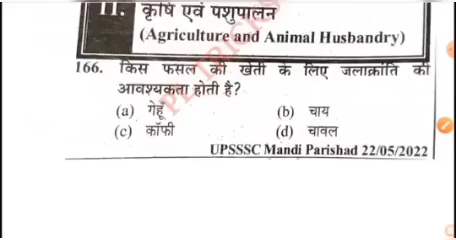 11. कृषि एवं पशुपालन
(Agriculture and Animal Husbandry)
166. किस फसल की खेती के लिए जलाक्रांति की
आवश्यकता होती है?
(a) गेहूं (b) चाय
(c) कॉफी (d) चावल
UPSSSC Mandi Parishad 22/05/2022